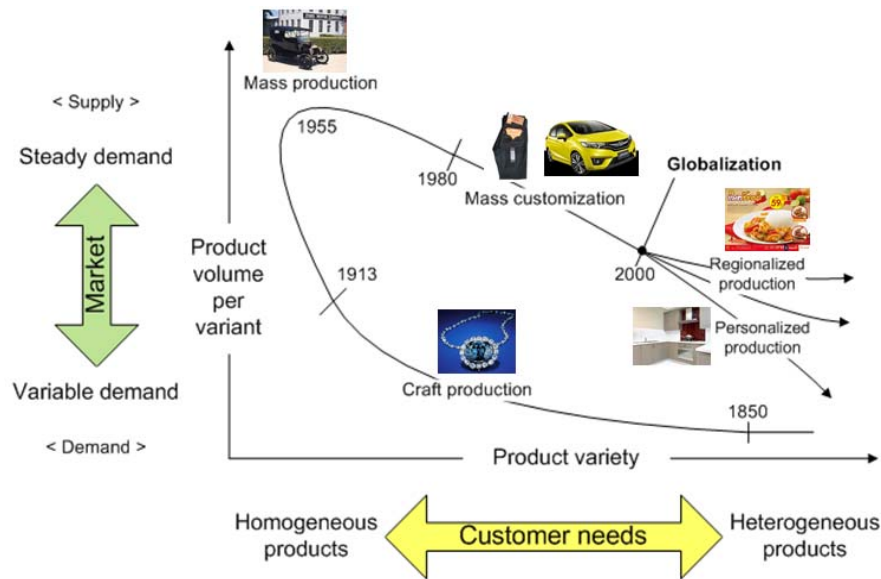 Mass production
< Supply >
Steady demand
Market
Variable demand
< Demand >
Product
volume
per
variant
1955
1980
Mass customization
Globalization
59
2000
Regionalized
production
1913
Personalized
production
Craft production
1850
Product variety
Homogeneous
products
Customer needs
Heterogeneous
products